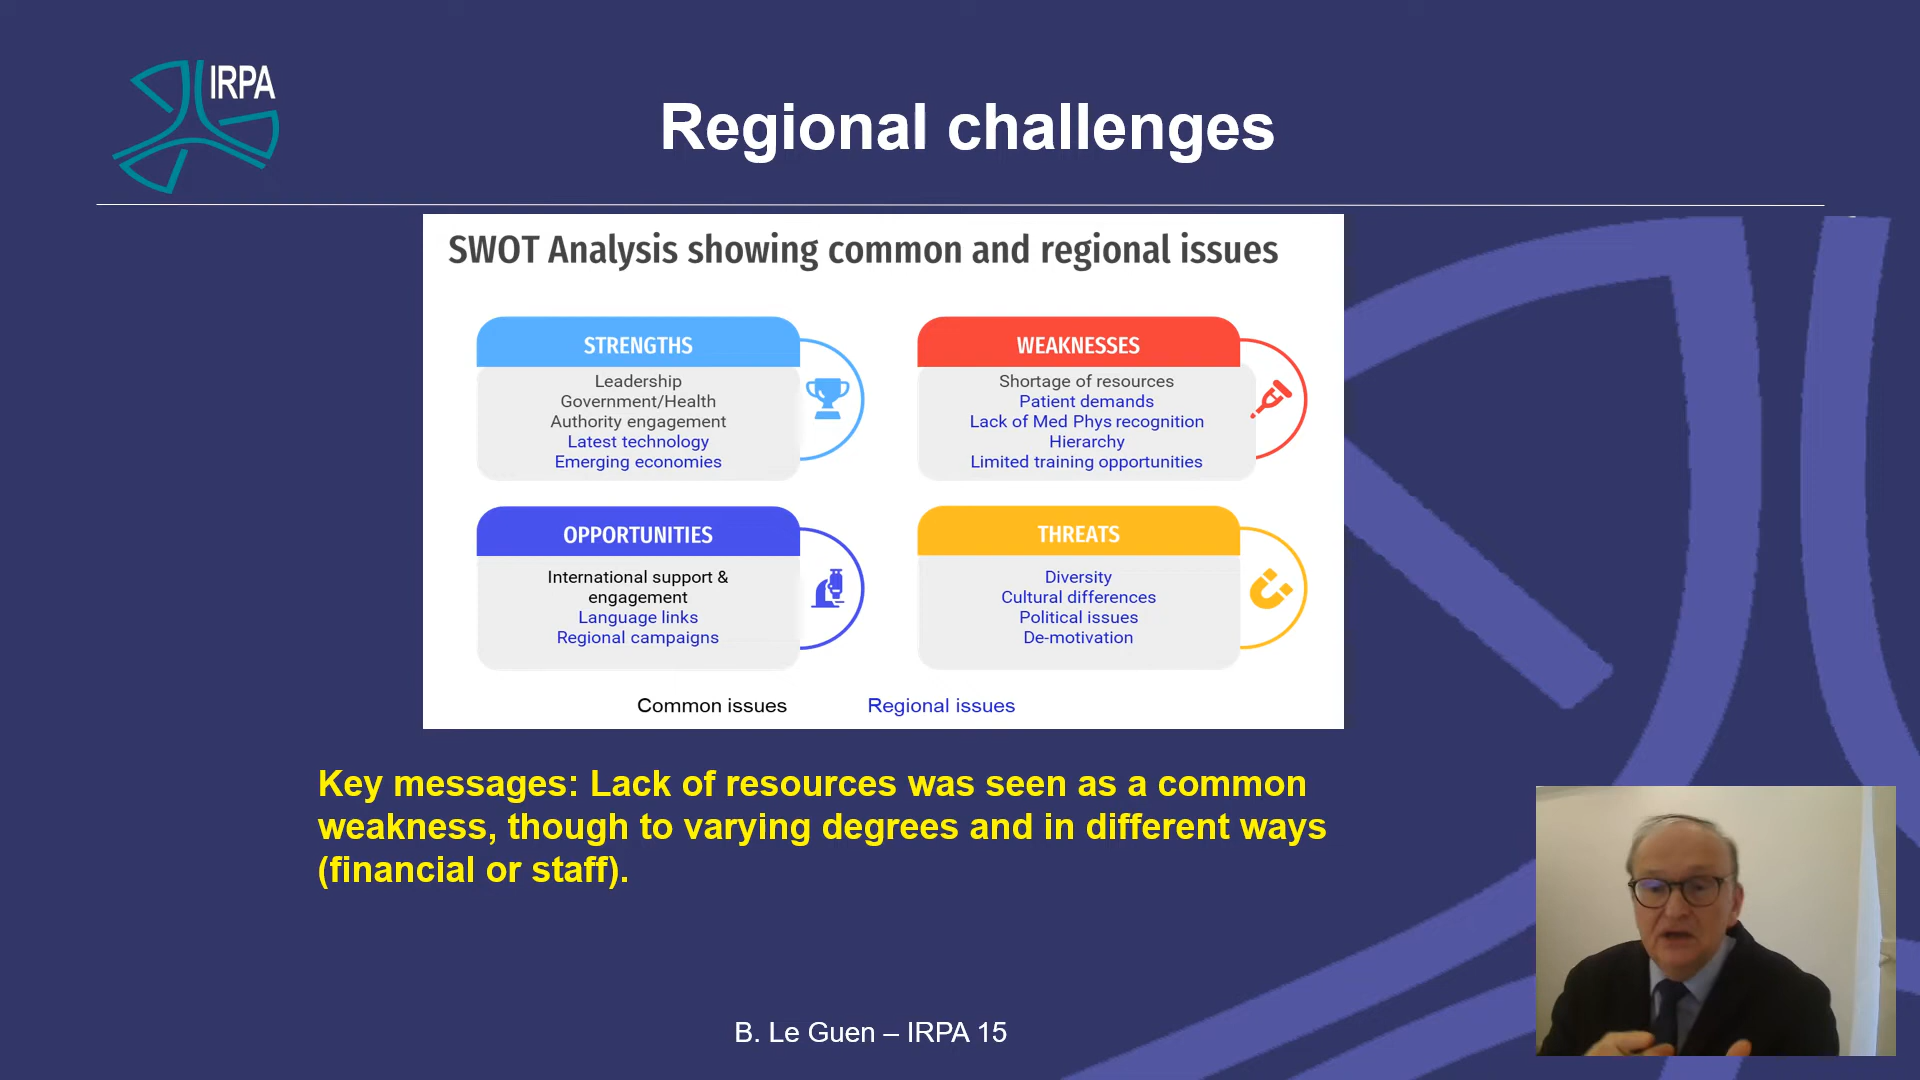 IRPA
Regional challenges
SWOT Analysis showing common and regional issues
STRENGTHS
Leadership
Government/Health
Authority engagement
Latest technology
Emerging economies
WEAKNESSES
Shortage of resources
Patient demands
Lack of Med Phys recognition
Hierarchy
Limited training opportunities
OPPORTUNITIES
International support &
engagement
Language links
Regional campaigns
THREATS
Diversity
Cultural differences
Political issues
De-motivation
Common issues
Regional issues
Key messages: Lack of resources was seen as a common
weakness, though to varying degrees and in different ways
(financial or staff).
B. Le Guen – IRPA 15